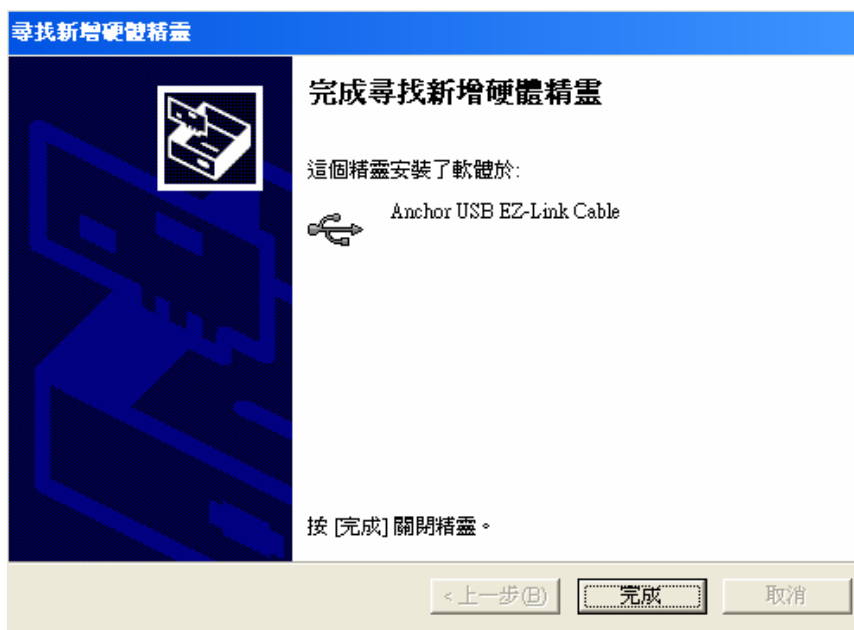 尋找新增硬體精靈
完成尋找新增硬體精靈
這個精靈安裝了軟體於:
Anchor USB EZ-Link Cable
按 [完成] 關閉精靈。
<上一步(B)
完成
取消